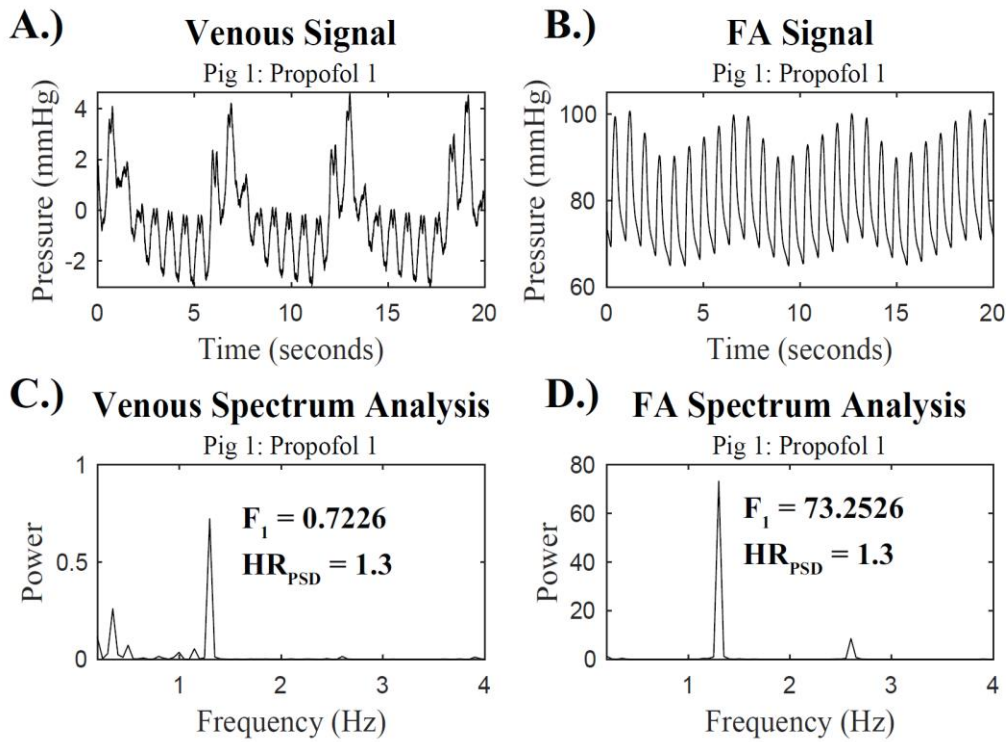 A.)
Venous Signal
Pig 1: Propofol 1
Pressure (mmHg)
4
2
0
-2
0 5 10 15 20
Time (seconds)
B.)
FA Signal
Pig 1: Propofol 1
Pressure (mmHg)
100
80
60
0 5 10 15 20
Time (seconds)
C.)
Venous Spectrum Analysis
Pig 1: Propofol 1
Power
1
0.5
0
1 2 3 4
F₁ = 0.7226
HR_PSD = 1.3
Frequency (Hz)
D.)
FA Spectrum Analysis
Pig 1: Propofol 1
Power
80
60
40
20
0
1 2 3 4
F₁ = 73.2526
HR_PSD = 1.3
Frequency (Hz)